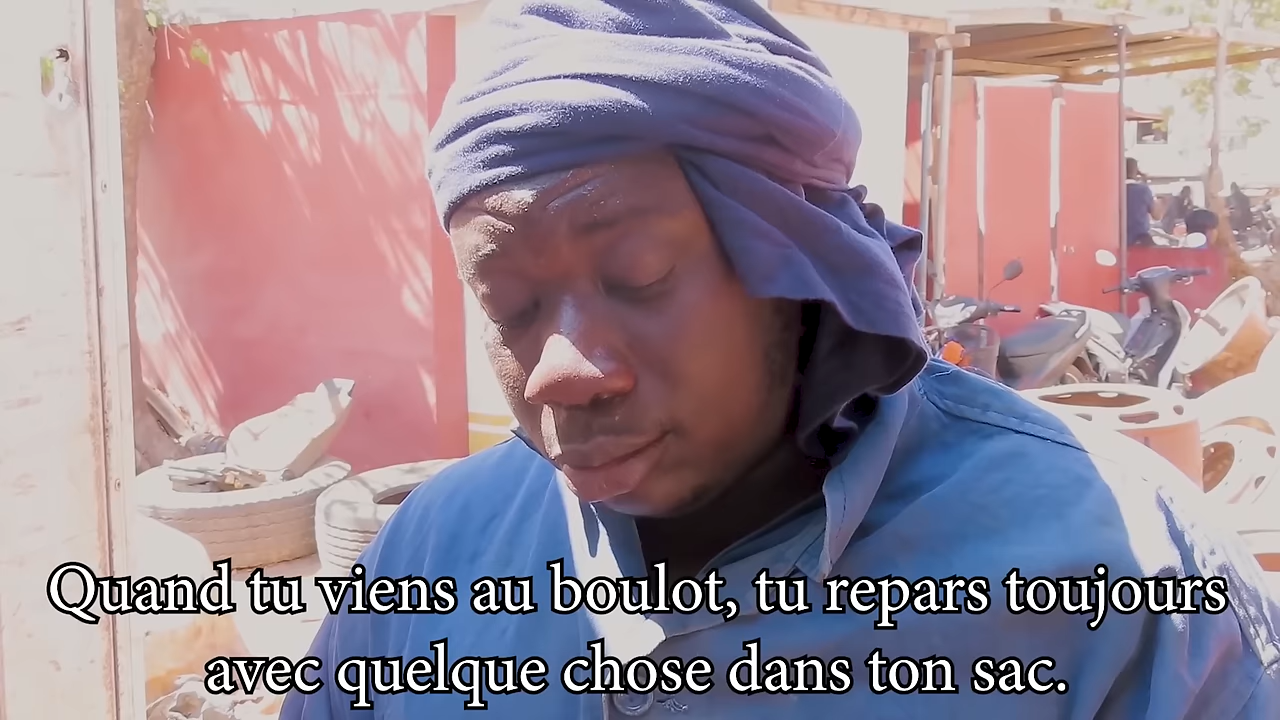 Quand tu viens au boulot, tu repars toujours
avec quelque chose dans ton sac.